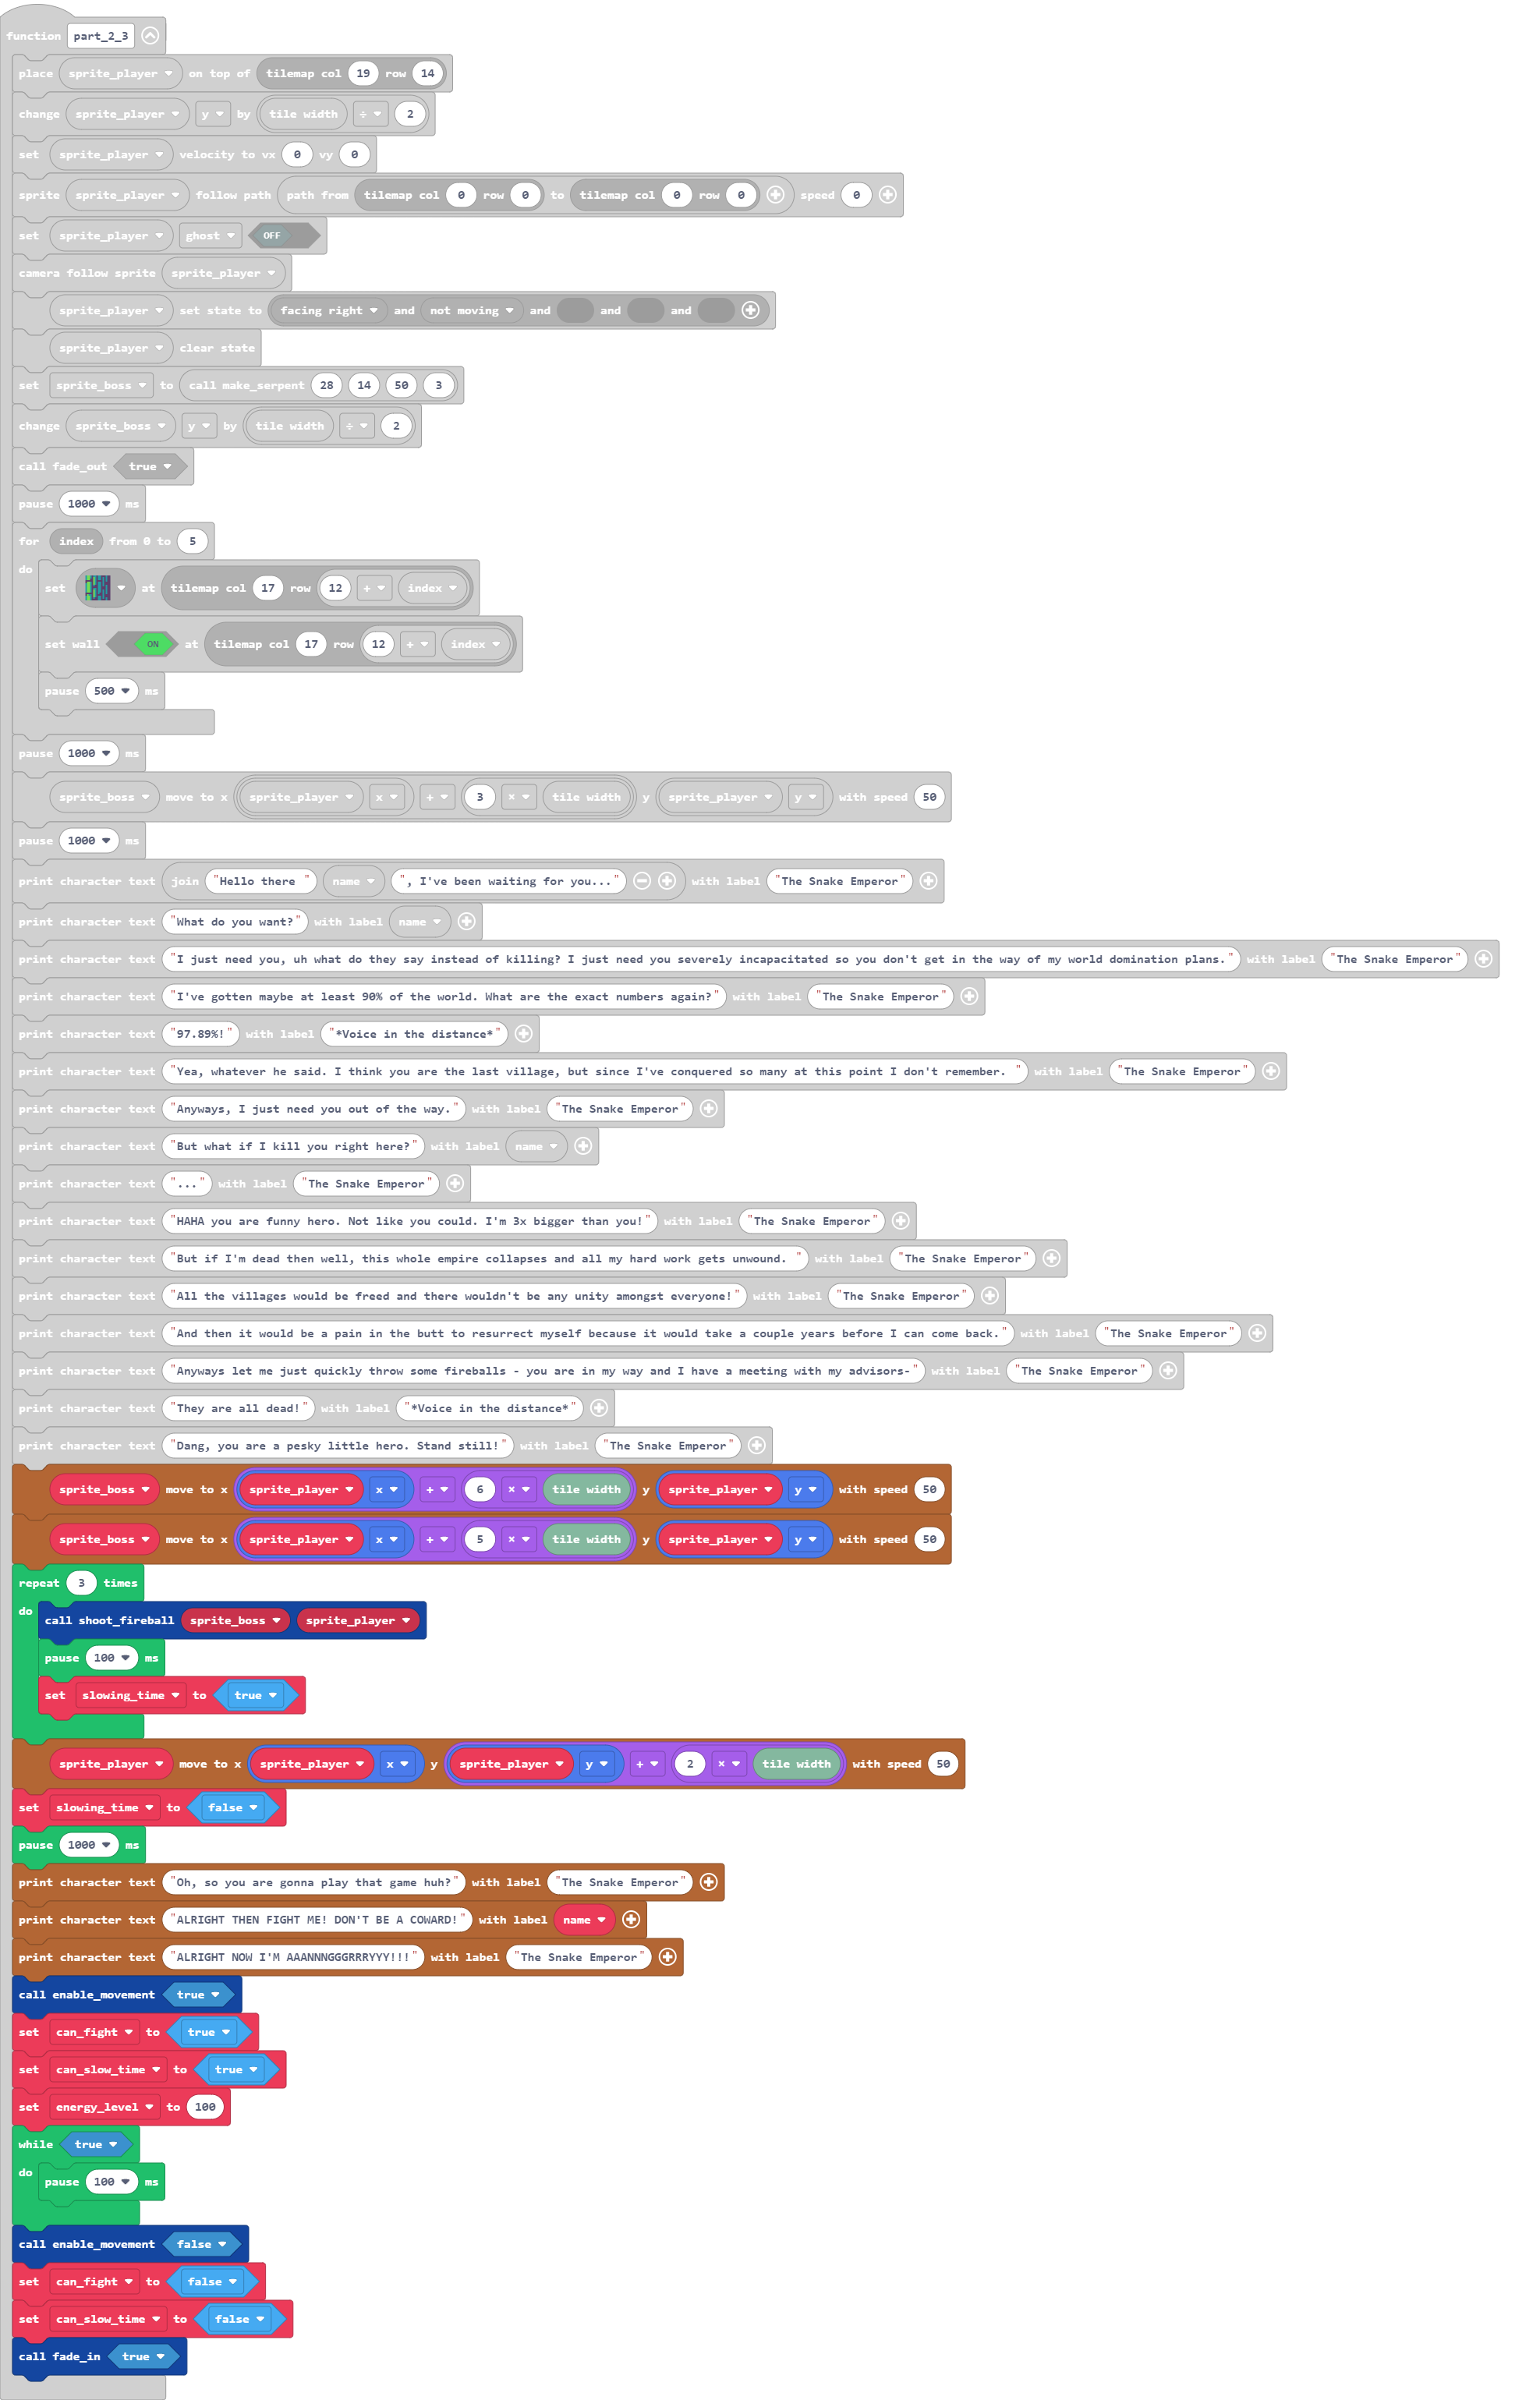 function part_2_3
place sprite_player on top of tilemap col 19 row 14
change sprite_player y by tile width ÷ 2
set sprite_player velocity to vx 0 vy 0
sprite sprite_player follow path path from tilemap col 0 row 0 to tilemap col 0 row 0 speed 0
set sprite_player ghost OFF
camera follow sprite sprite_player
sprite_player set state to facing right and not moving and and and
sprite_player clear state
set sprite_boss to call make_serpent 28 14 50 3
change sprite_boss y by tile width ÷ 2
call fade_out true
pause 1000 ms
for index from 0 to 5
do
set at tilemap col 17 row 12 + index
set wall ON at tilemap col 17 row 12 + index
pause 500 ms
pause 1000 ms
sprite_boss move to x sprite_player x + 3 × tile width y sprite_player y with speed 50
pause 1000 ms
print character text join "Hello there " name ", I've been waiting for you..." with label "The Snake Emperor"
print character text "What do you want?" with label name
print character text "I just need you, uh what do they say instead of killing? I just need you severely incapacitated so you don't get in the way of my world domination plans." with label "The Snake Emperor"
print character text "I've gotten maybe at least 90% of the world. What are the exact numbers again?" with label "The Snake Emperor"
print character text "97.89%!" with label "*Voice in the distance*"
print character text "Yea, whatever he said. I think you are the last village, but since I've conquered so many at this point I don't remember. " with label "The Snake Emperor"
print character text "Anyways, I just need you out of the way." with label "The Snake Emperor"
print character text "But what if I kill you right here?" with label name
print character text "..." with label "The Snake Emperor"
print character text "HAHA you are funny hero. Not like you could. I'm 3x bigger than you!" with label "The Snake Emperor"
print character text "But if I'm dead then well, this whole empire collapses and all my hard work gets unwound. " with label "The Snake Emperor"
print character text "All the villages would be freed and there wouldn't be any unity amongst everyone!" with label "The Snake Emperor"
print character text "And then it would be a pain in the butt to resurrect myself because it would take a couple years before I can come back." with label "The Snake Emperor"
print character text "Anyways let me just quickly throw some fireballs - you are in my way and I have a meeting with my advisors-" with label "The Snake Emperor"
print character text "They are all dead!" with label "*Voice in the distance*"
print character text "Dang, you are a pesky little hero. Stand still!" with label "The Snake Emperor"
sprite_boss move to x sprite_player x + 6 × tile width y sprite_player y with speed 50
sprite_boss move to x sprite_player x + 5 × tile width y sprite_player y with speed 50
repeat 3 times
do
call shoot_fireball sprite_boss sprite_player
pause 100 ms
set slowing_time to true
sprite_player move to x sprite_player x y sprite_player y + 2 × tile width with speed 50
set slowing_time to false
pause 1000 ms
print character text "Oh, so you are gonna play that game huh?" with label "The Snake Emperor"
print character text "ALRIGHT THEN FIGHT ME! DON'T BE A COWARD!" with label name
print character text "ALRIGHT NOW I'M AAANNNGGGRRRYYY!!!" with label "The Snake Emperor"
call enable_movement true
set can_fight to true
set can_slow_time to true
set energy_level to 100
while true
do
pause 100 ms
call enable_movement false
set can_fight to false
set can_slow_time to false
call fade_in true